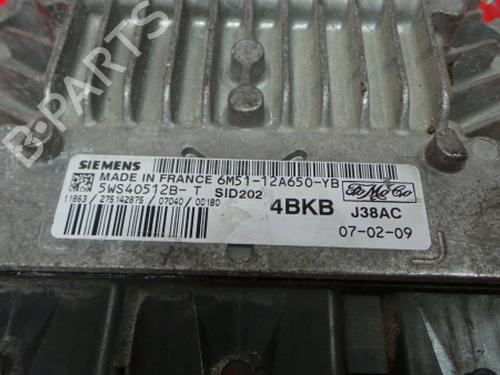 B-PARTS
SIEMENS
MADE IN FRANCE 6M51-12A650-YB
5WS40512B- T SID202
11863 / 275142875 / 07040 / 00180
4BKB
J38AC
07-02-09